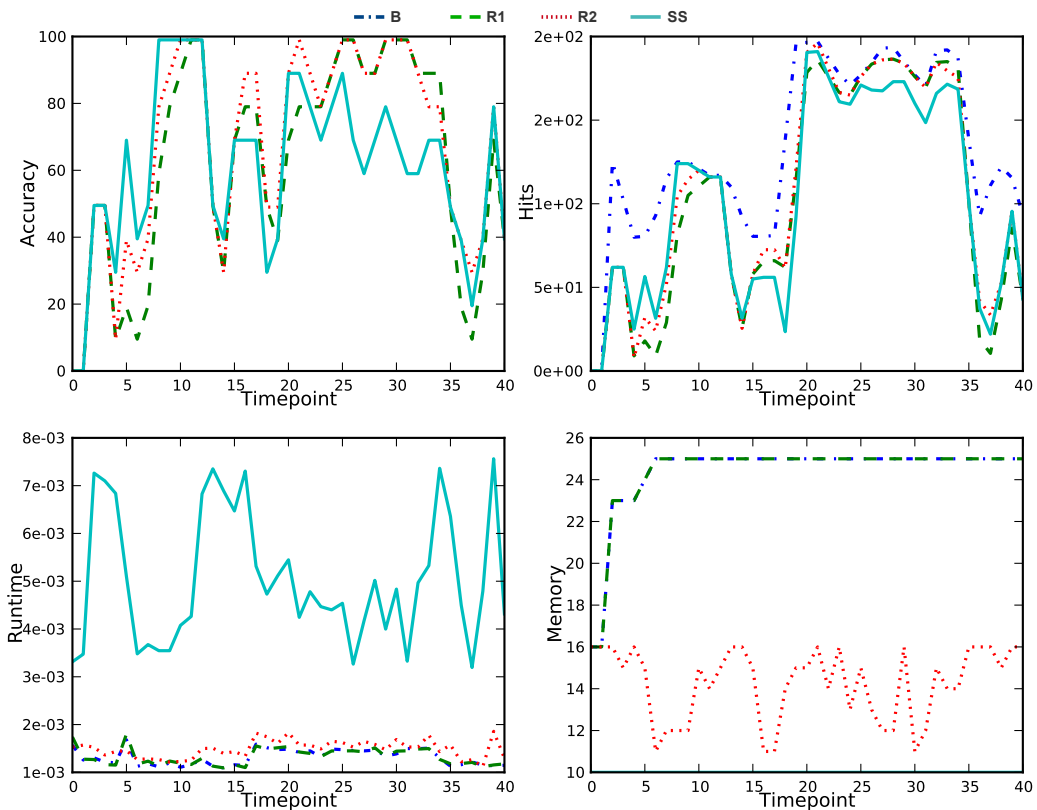 B R1 R2 SS
100
80
60
40
20
0
Accuracy
0 5 10 15 20 25 30 35 40
Timepoint
2e+02
2e+02
1e+02
5e+01
0e+00
Hits
0 5 10 15 20 25 30 35 40
Timepoint
8e-03
7e-03
6e-03
5e-03
4e-03
3e-03
2e-03
1e-03
Runtime
0 5 10 15 20 25 30 35 40
Timepoint
26
24
22
20
18
16
14
12
10
Memory
0 5 10 15 20 25 30 35 40
Timepoint